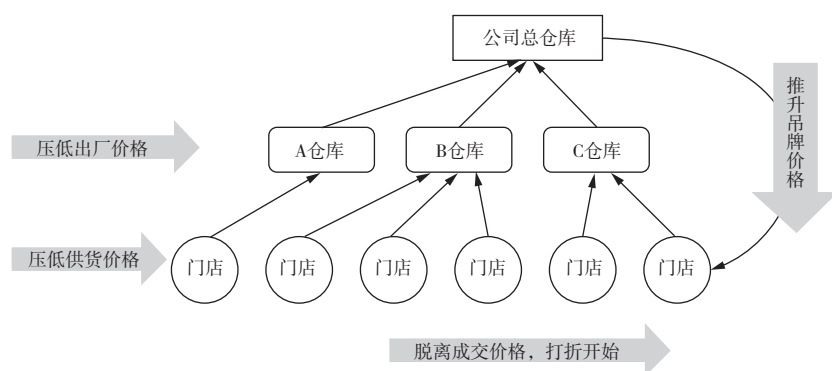 公司总仓库
推升吊牌价格
压低出厂价格
A仓库
B仓库
C仓库
压低供货价格
门店
门店
门店
门店
门店
门店
脱离成交价格，打折开始